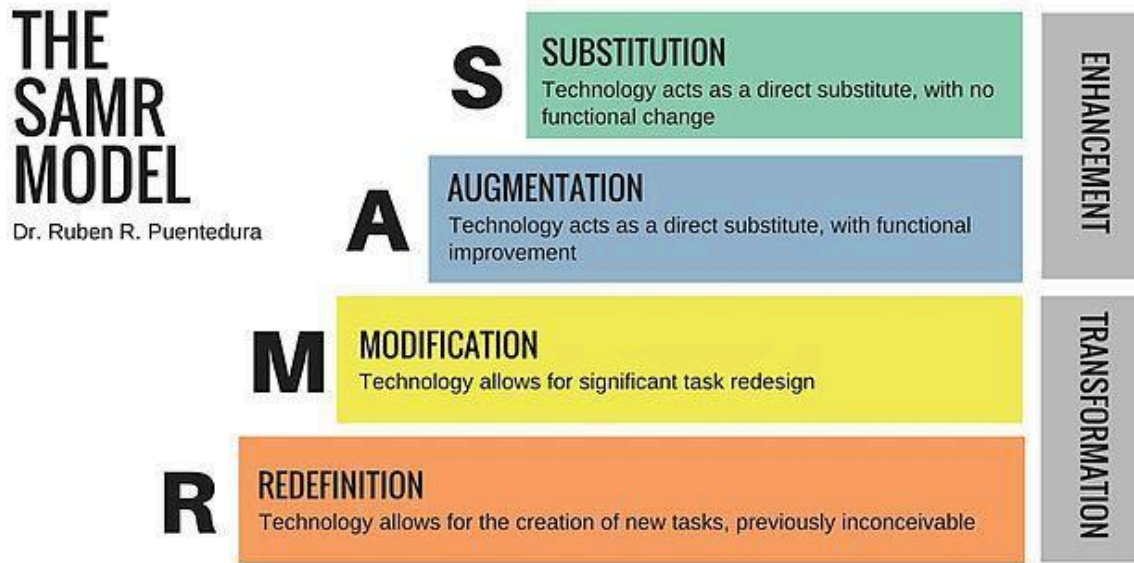 THE
SAMR
MODEL
Dr. Ruben R. Puentedura
S
SUBSTITUTION
Technology acts as a direct substitute, with no
functional change
A
AUGMENTATION
Technology acts as a direct substitute, with functional
improvement
ENHANCEMENT
M
MODIFICATION
Technology allows for significant task redesign
R
REDEFINITION
Technology allows for the creation of new tasks, previously inconceivable
TRANSFORMATION